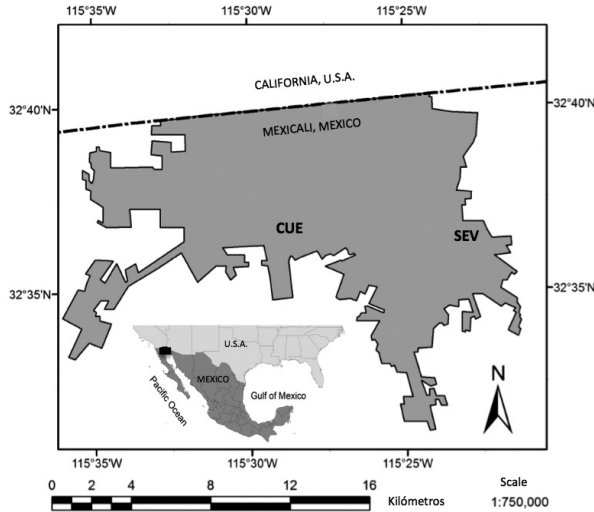 115°35'W 115°30'W 115°25'W
CALIFORNIA, U.S.A.
32°40'N 32°40'N
MEXICALI, MEXICO
CUE SEV
32°35'N 32°35'N
U.S.A.
MEXICO
Gulf of Mexico
Pacific Ocean
N
115°35'W 115°30'W 115°25'W
0 2 4 8 12 16 Kilómetros
Scale
1:750,000